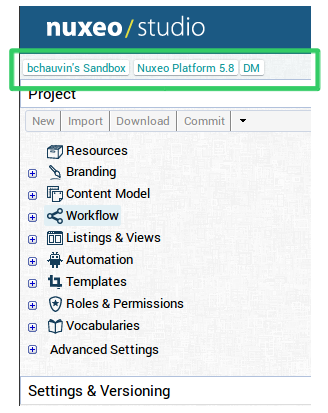 nuxeo/studio
bchauvin's Sandbox Nuxeo Platform 5.8 DM
Project
New Import Download Commit
Resources
Branding
Content Model
Workflow
Listings & Views
Automation
Templates
Roles & Permissions
Vocabularies
Advanced Settings
Settings & Versioning